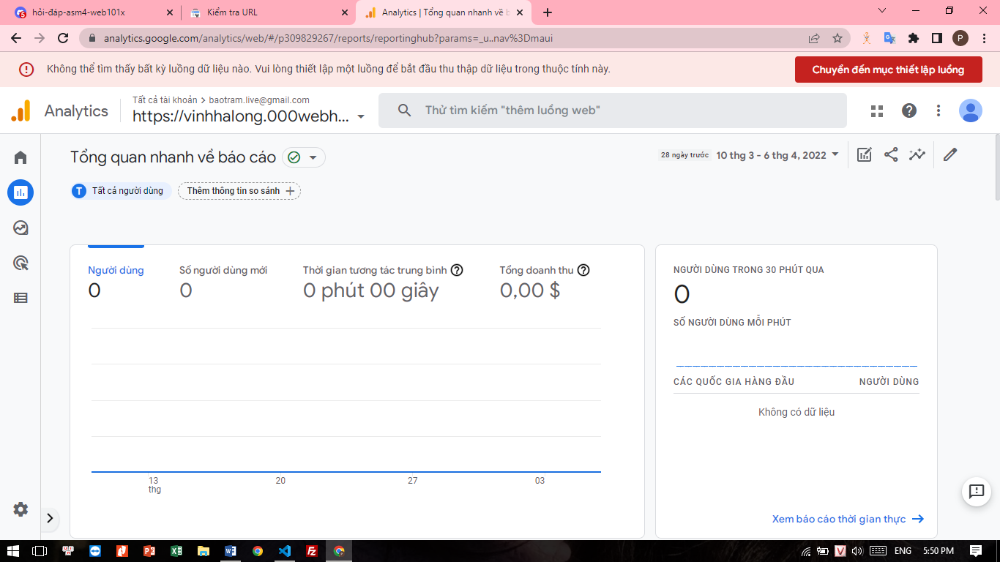 hỏi-đáp-asm4-web101x
Kiểm tra URL
Analytics | Tổng quan nhanh về b
analytics.google.com/analytics/web/#/p309829267/reports/reportinghub?params=_u..nav%3Dmaui
P
Không thể tìm thấy bất kỳ luồng dữ liệu nào. Vui lòng thiết lập một luồng để bắt đầu thu thập dữ liệu trong thuộc tính này.
Chuyển đến mục thiết lập luồng
Analytics
Tất cả tài khoản > baotram.live@gmail.com
https://vinhhalong.000webh...
Thử tìm kiếm "thêm luồng web"
Tổng quan nhanh về báo cáo
28 ngày trước 10 thg 3 - 6 thg 4, 2022
T Tất cả người dùng
Thêm thông tin so sánh
Người dùng
0
Số người dùng mới
0
Thời gian tương tác trung bình
0 phút 00 giây
Tổng doanh thu
0,00 $
13
thg
20
27
03
NGƯỜI DÙNG TRONG 30 PHÚT QUA
0
SỐ NGƯỜI DÙNG MỖI PHÚT
CÁC QUỐC GIA HÀNG ĐẦU NGƯỜI DÙNG
Không có dữ liệu
Xem báo cáo thời gian thực
ENG 5:50 PM